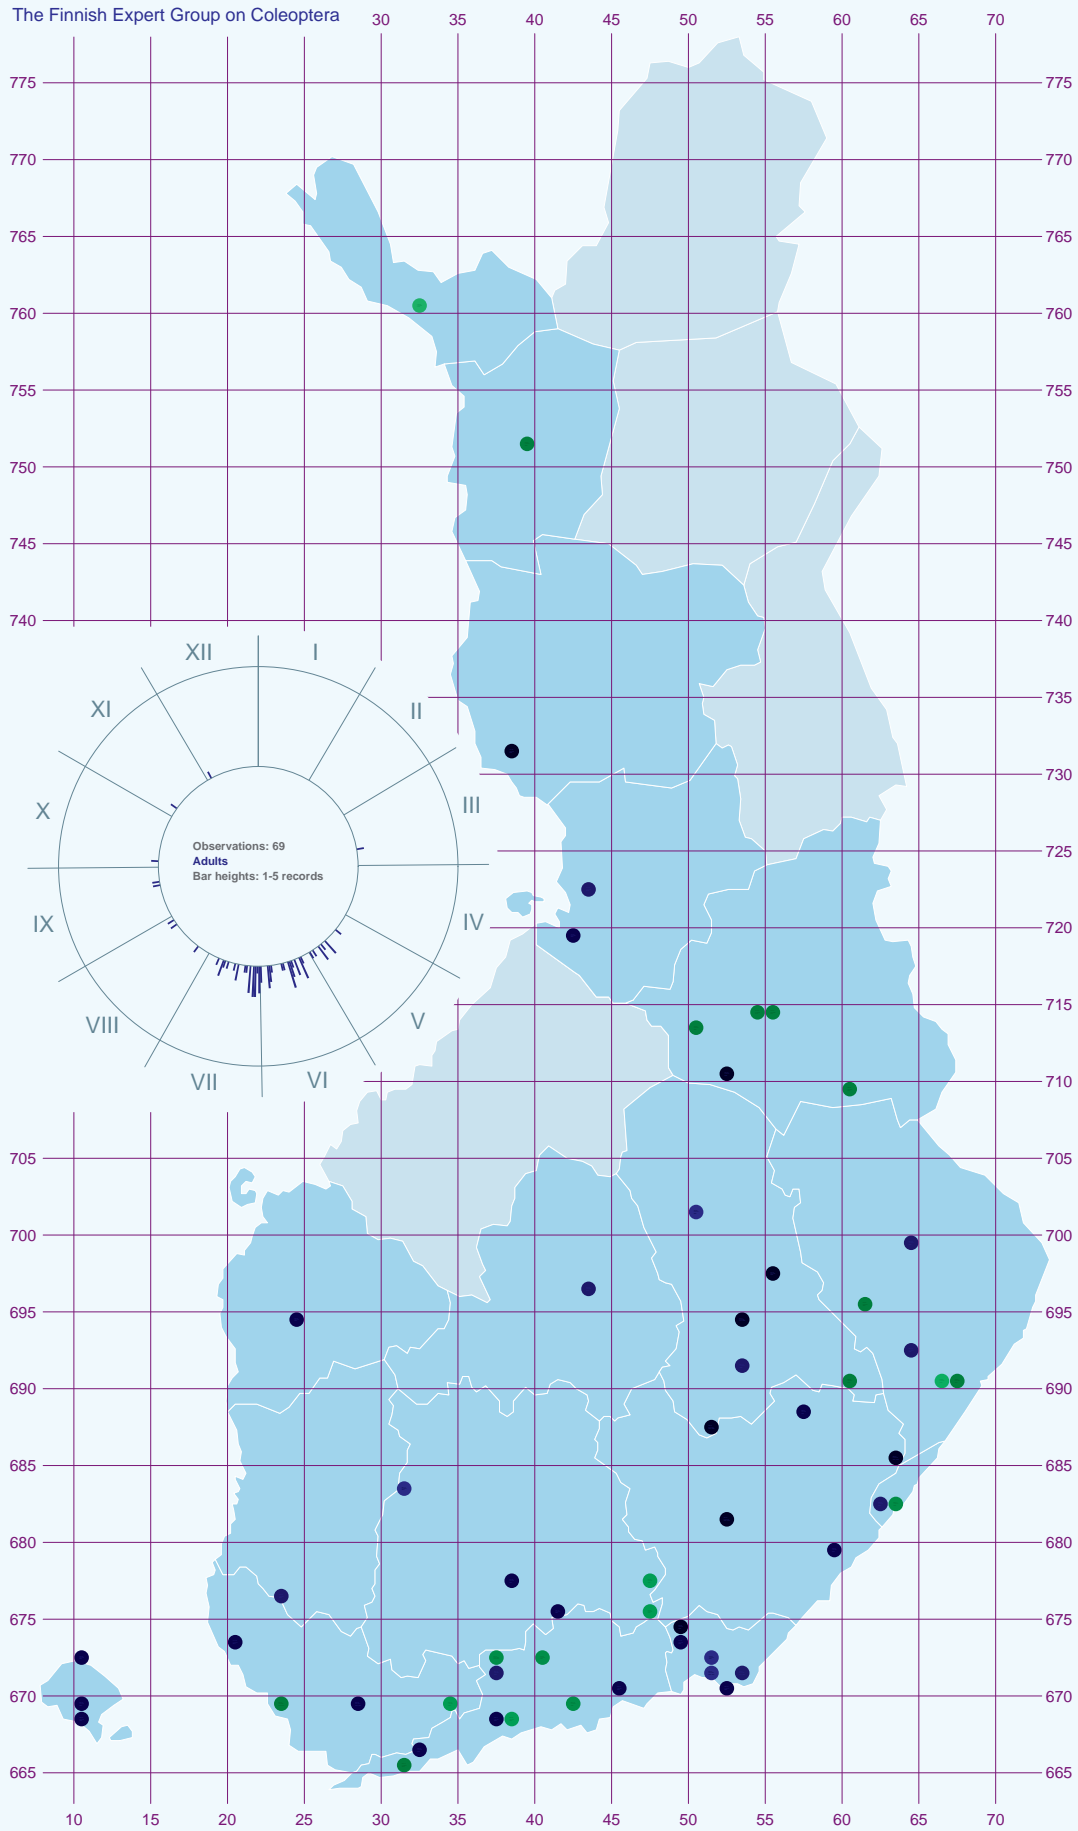 The Finnish Expert Group on Coleoptera
30 35 40 45 50 55 60 65 70
775 775
770 770
765 765
760 760
755 755
750 750
745 745
740 740
XII I
XI II
735
730
X III
Observations: 69
Adults
Bar heights: 1-5 records
725
IX IV
720
VIII V
715
VII VI
710
705 705
700 700
695 695
690 690
685 685
680 680
675 675
670 670
665 665
10 15 20 25 30 35 40 45 50 55 60 65 70